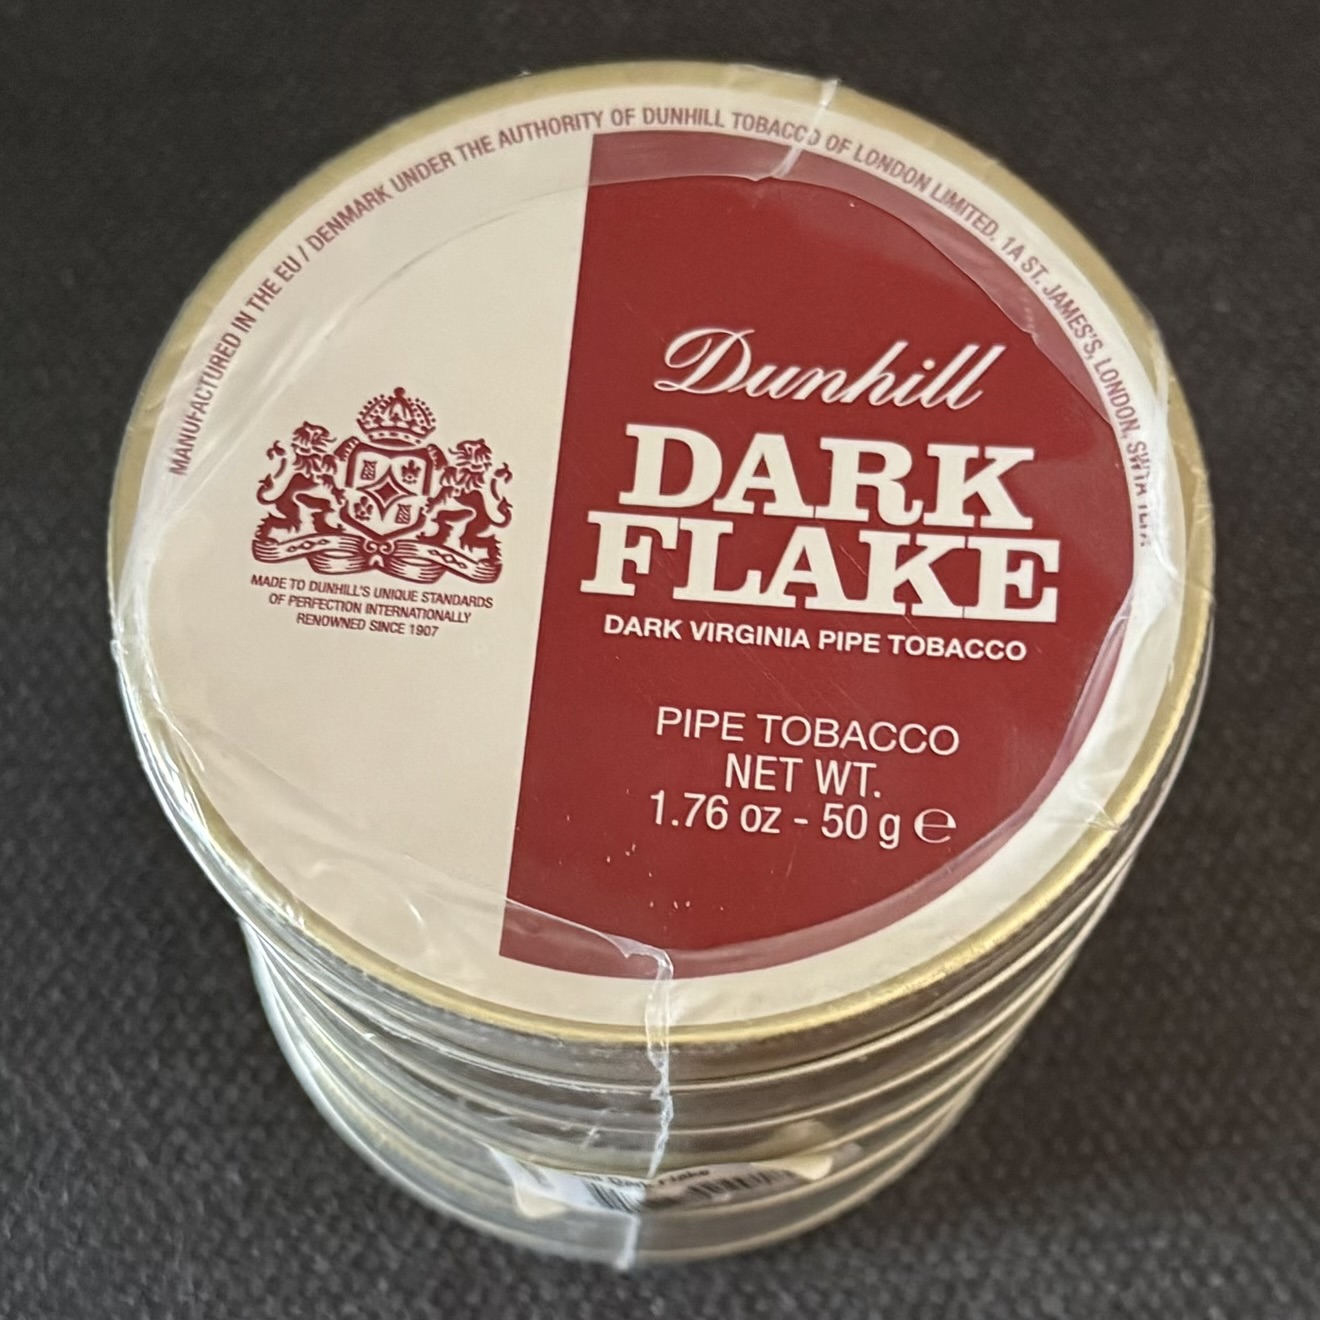 MANUFACTURED IN THE EU / DENMARK UNDER THE AUTHORITY OF DUNHILL TOBACCO OF LONDON LIMITED, 1A ST. JAMES'S, LONDON,
MADE TO DUNHILL'S UNIQUE STANDARDS
OF PERFECTION INTERNATIONALLY
RENOWNED SINCE 1907
Dunhill
DARK
FLAKE
DARK VIRGINIA PIPE TOBACCO
PIPE TOBACCO
NET WT.
1.76 oz - 50 g ℮
Dark Flake